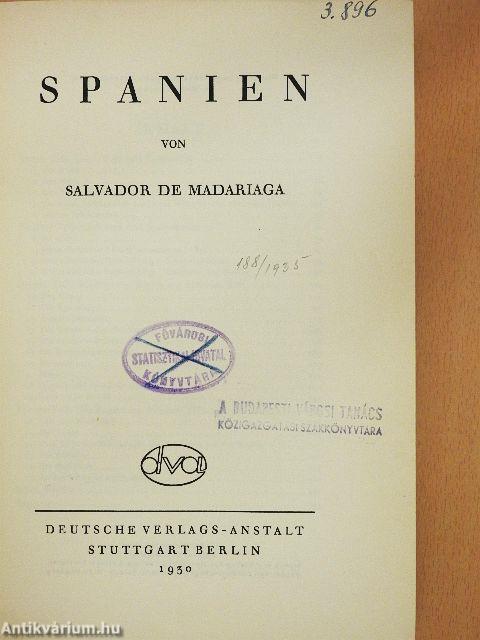 3.896
SPANIEN
VON
SALVADOR DE MADARIAGA
188/1935
FŐVÁROSI
STATISZTIKAI HIVATAL
KÖNYVTÁRA
A BUDAPESTI VÁROSI TANÁCS
KÖZIGAZGATÁSI SZAKKÖNYVTÁRA
dva
DEUTSCHE VERLAGS-ANSTALT
STUTTGART BERLIN
1930
Antikvárium.hu